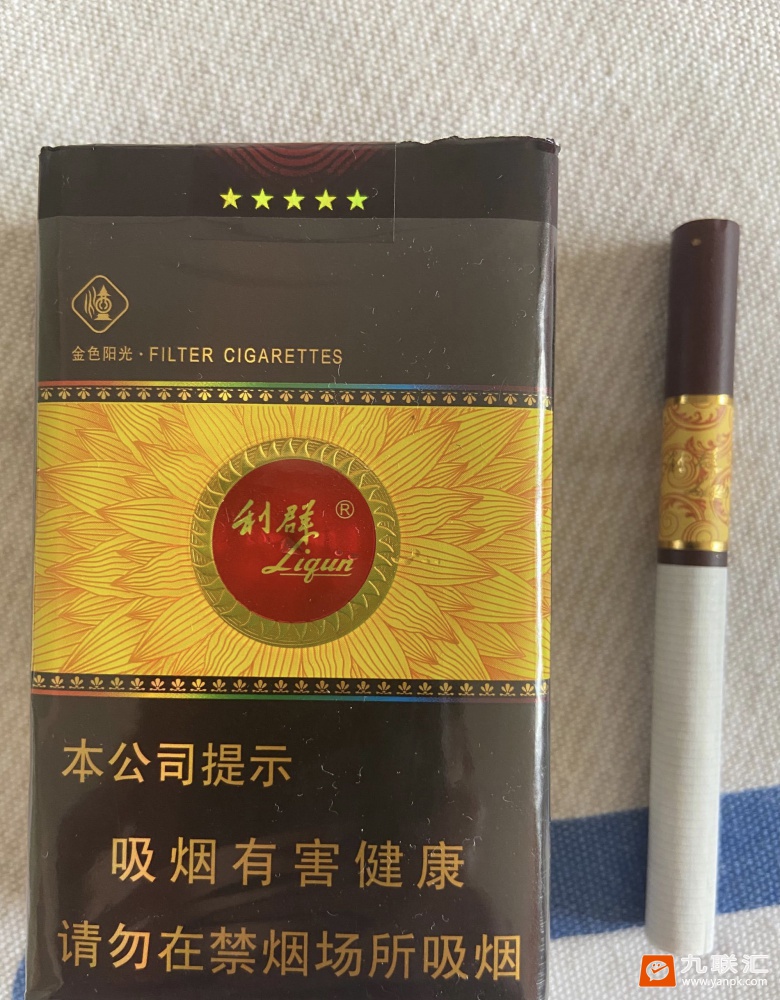 金色阳光·FILTER CIGARETTES
利群®
Liqun
本公司提示
吸烟有害健康
请勿在禁烟场所吸烟
九联汇
www.yanpk.com